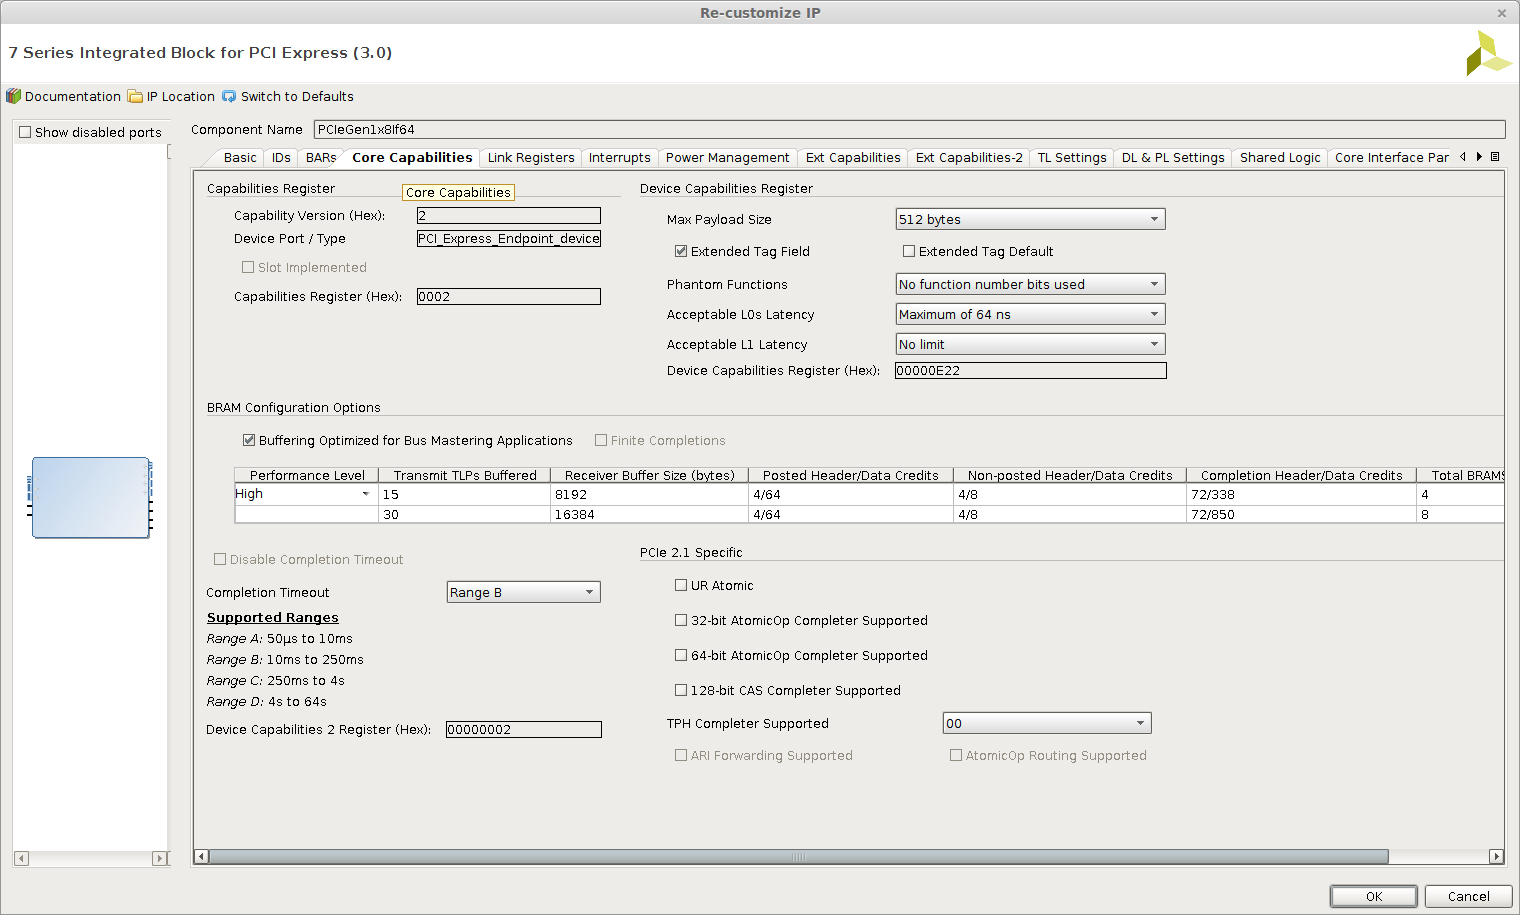 Re-customize IP
7 Series Integrated Block for PCI Express (3.0)
Documentation IP Location Switch to Defaults
Show disabled ports
Component Name PCIeGen1x8If64
Basic IDs BARs Core Capabilities Link Registers Interrupts Power Management Ext Capabilities Ext Capabilities-2 TL Settings DL & PL Settings Shared Logic Core Interface Par
Capabilities Register
Core Capabilities
Capability Version (Hex): 2
Device Port / Type PCI_Express_Endpoint_device
Slot Implemented
Capabilities Register (Hex): 0002
Device Capabilities Register
Max Payload Size 512 bytes
Extended Tag Field Extended Tag Default
Phantom Functions No function number bits used
Acceptable L0s Latency Maximum of 64 ns
Acceptable L1 Latency No limit
Device Capabilities Register (Hex): 00000E22
BRAM Configuration Options
Buffering Optimized for Bus Mastering Applications Finite Completions
Performance Level Transmit TLPs Buffered Receiver Buffer Size (bytes) Posted Header/Data Credits Non-posted Header/Data Credits Completion Header/Data Credits Total BRAMS
High 15 8192 4/64 4/8 72/338 4
30 16384 4/64 4/8 72/850 8
Disable Completion Timeout
Completion Timeout Range B
Supported Ranges
Range A: 50µs to 10ms
Range B: 10ms to 250ms
Range C: 250ms to 4s
Range D: 4s to 64s
Device Capabilities 2 Register (Hex): 00000002
PCIe 2.1 Specific
UR Atomic
32-bit AtomicOp Completer Supported
64-bit AtomicOp Completer Supported
128-bit CAS Completer Supported
TPH Completer Supported 00
ARI Forwarding Supported AtomicOp Routing Supported
OK Cancel